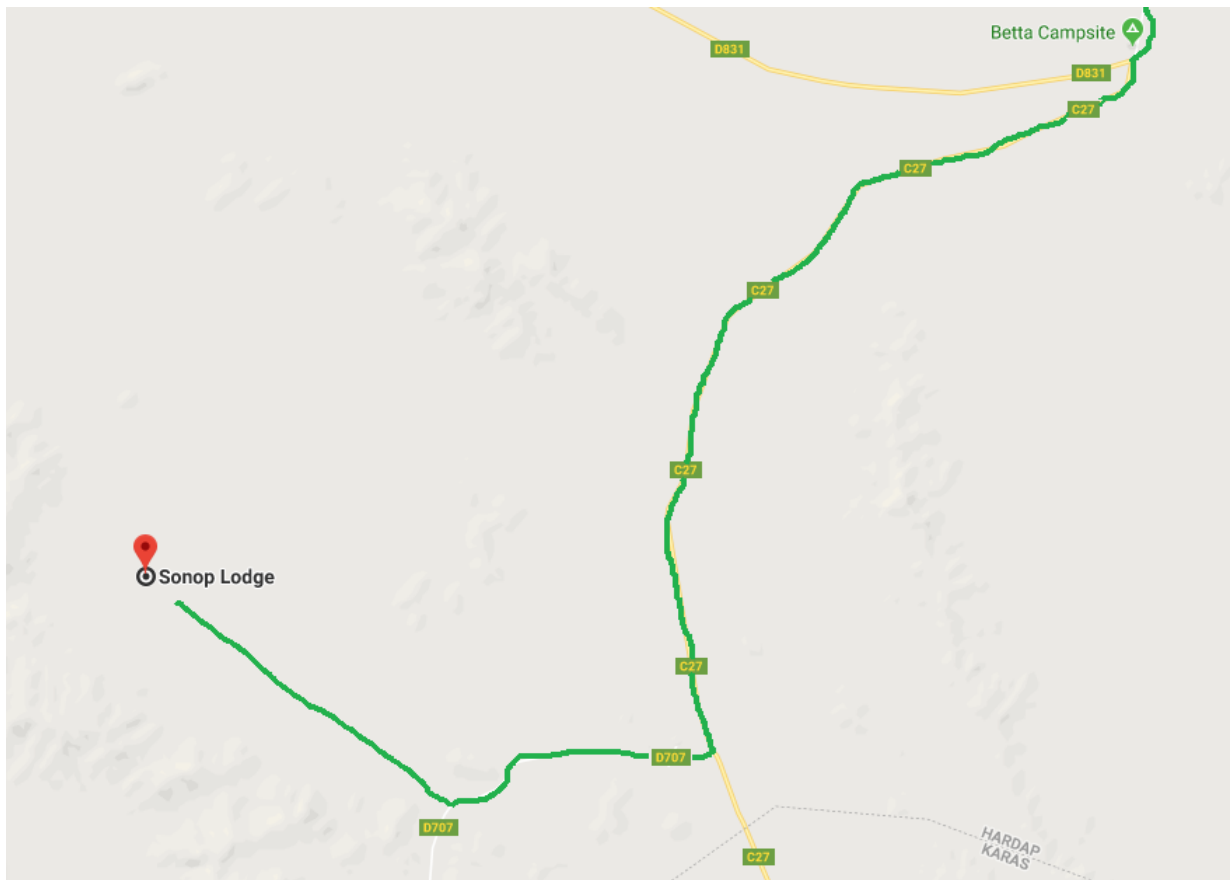 Betta Campsite
D831
D831
C27
C27
C27
C27
Sonop Lodge
C27
D707
D707
HARDAP
KARAS
C27